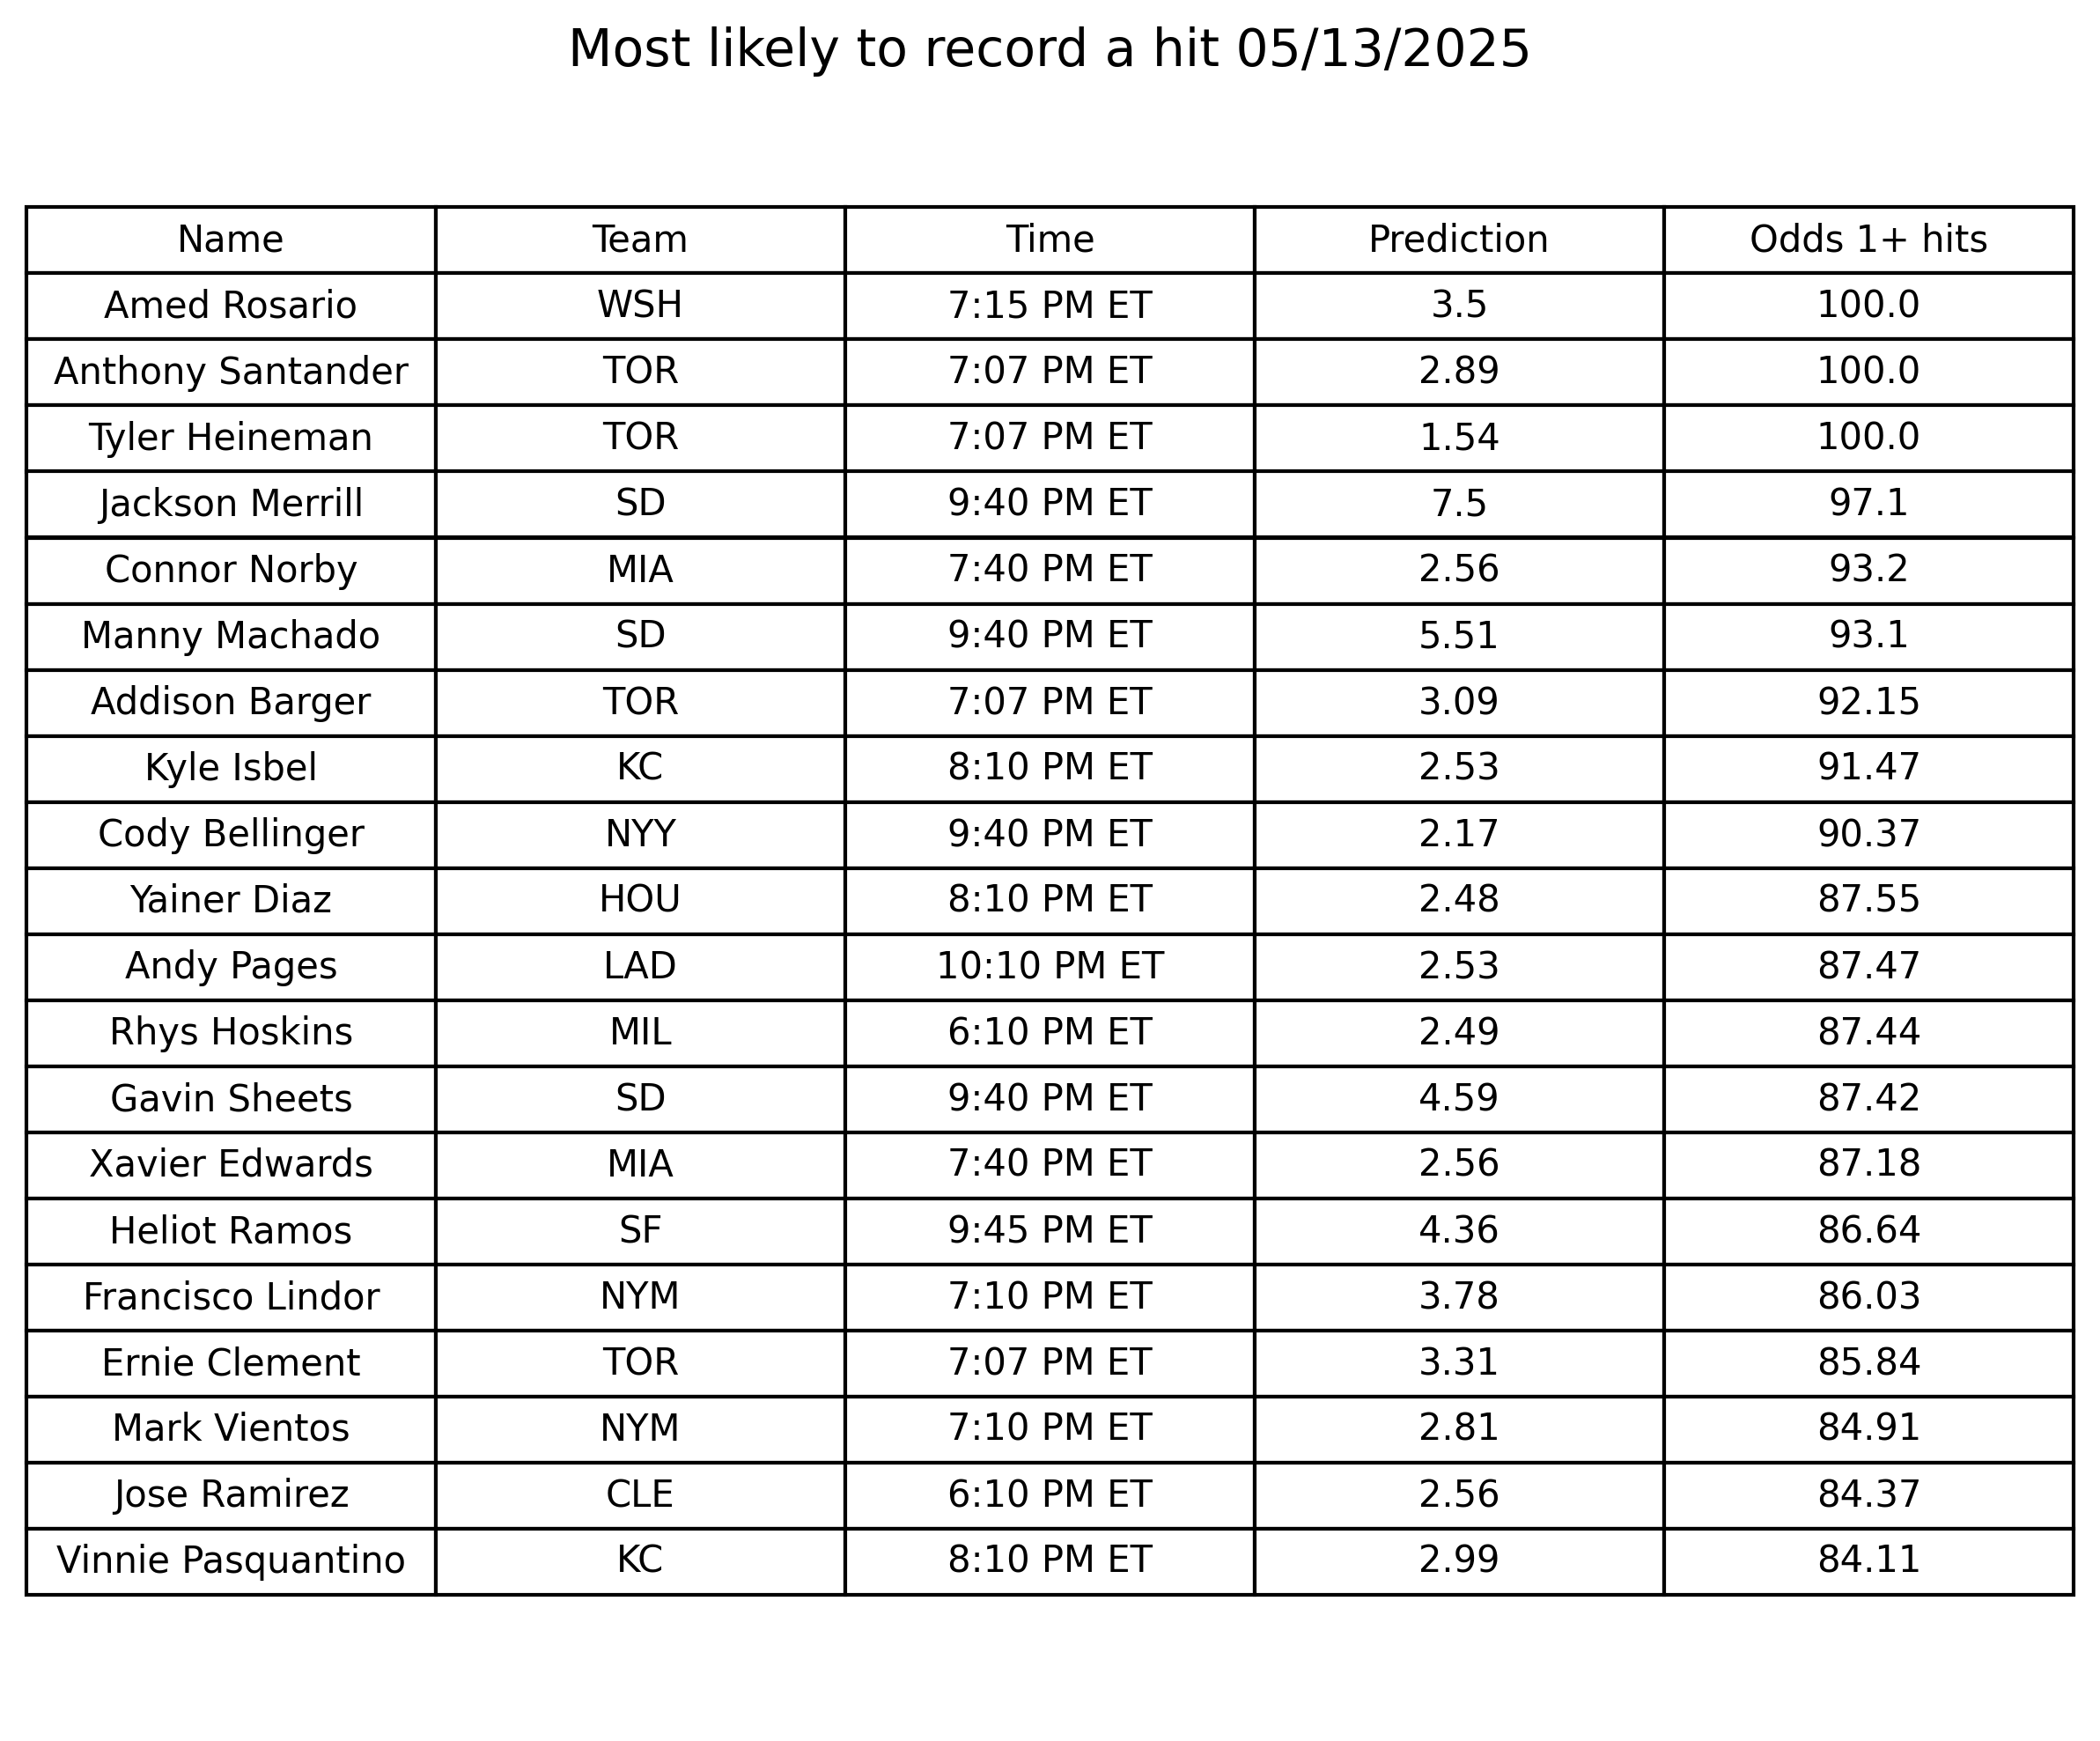 Most likely to record a hit 05/13/2025
Name Team Time Prediction Odds 1+ hits
Amed Rosario WSH 7:15 PM ET 3.5 100.0
Anthony Santander TOR 7:07 PM ET 2.89 100.0
Tyler Heineman TOR 7:07 PM ET 1.54 100.0
Jackson Merrill SD 9:40 PM ET 7.5 97.1
Connor Norby MIA 7:40 PM ET 2.56 93.2
Manny Machado SD 9:40 PM ET 5.51 93.1
Addison Barger TOR 7:07 PM ET 3.09 92.15
Kyle Isbel KC 8:10 PM ET 2.53 91.47
Cody Bellinger NYY 9:40 PM ET 2.17 90.37
Yainer Diaz HOU 8:10 PM ET 2.48 87.55
Andy Pages LAD 10:10 PM ET 2.53 87.47
Rhys Hoskins MIL 6:10 PM ET 2.49 87.44
Gavin Sheets SD 9:40 PM ET 4.59 87.42
Xavier Edwards MIA 7:40 PM ET 2.56 87.18
Heliot Ramos SF 9:45 PM ET 4.36 86.64
Francisco Lindor NYM 7:10 PM ET 3.78 86.03
Ernie Clement TOR 7:07 PM ET 3.31 85.84
Mark Vientos NYM 7:10 PM ET 2.81 84.91
Jose Ramirez CLE 6:10 PM ET 2.56 84.37
Vinnie Pasquantino KC 8:10 PM ET 2.99 84.11